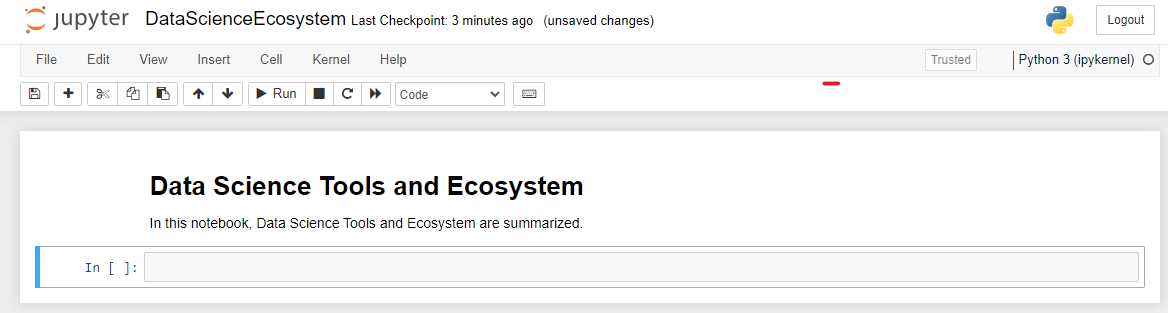 jupyter DataScienceEcosystem Last Checkpoint: 3 minutes ago (unsaved changes) Logout
File Edit View Insert Cell Kernel Help Trusted Python 3 (ipykernel)
Run Code
Data Science Tools and Ecosystem
In this notebook, Data Science Tools and Ecosystem are summarized.
In [ ]: